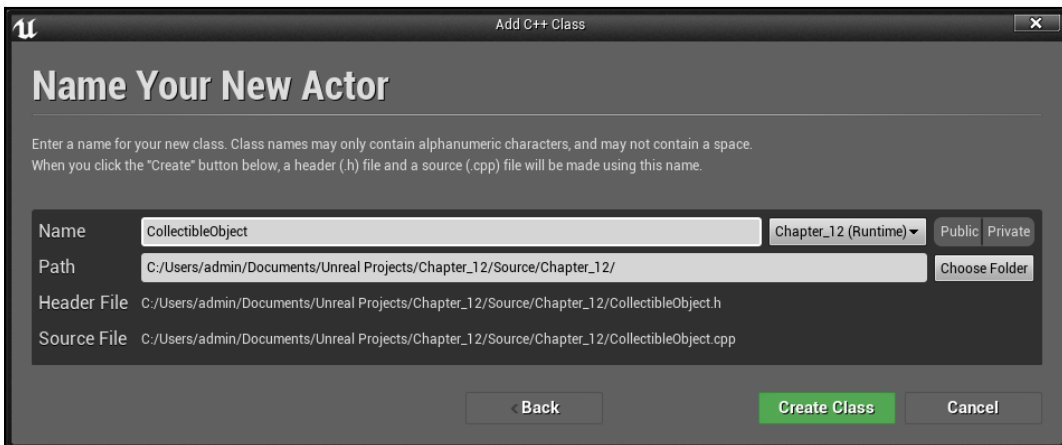 Add C++ Class
Name Your New Actor
Enter a name for your new class. Class names may only contain alphanumeric characters, and may not contain a space.
When you click the "Create" button below, a header (.h) file and a source (.cpp) file will be made using this name.
Name CollectibleObject Chapter_12 (Runtime) Public Private
Path C:/Users/admin/Documents/Unreal Projects/Chapter_12/Source/Chapter_12/ Choose Folder
Header File C:/Users/admin/Documents/Unreal Projects/Chapter_12/Source/Chapter_12/CollectibleObject.h
Source File C:/Users/admin/Documents/Unreal Projects/Chapter_12/Source/Chapter_12/CollectibleObject.cpp
Back Create Class Cancel